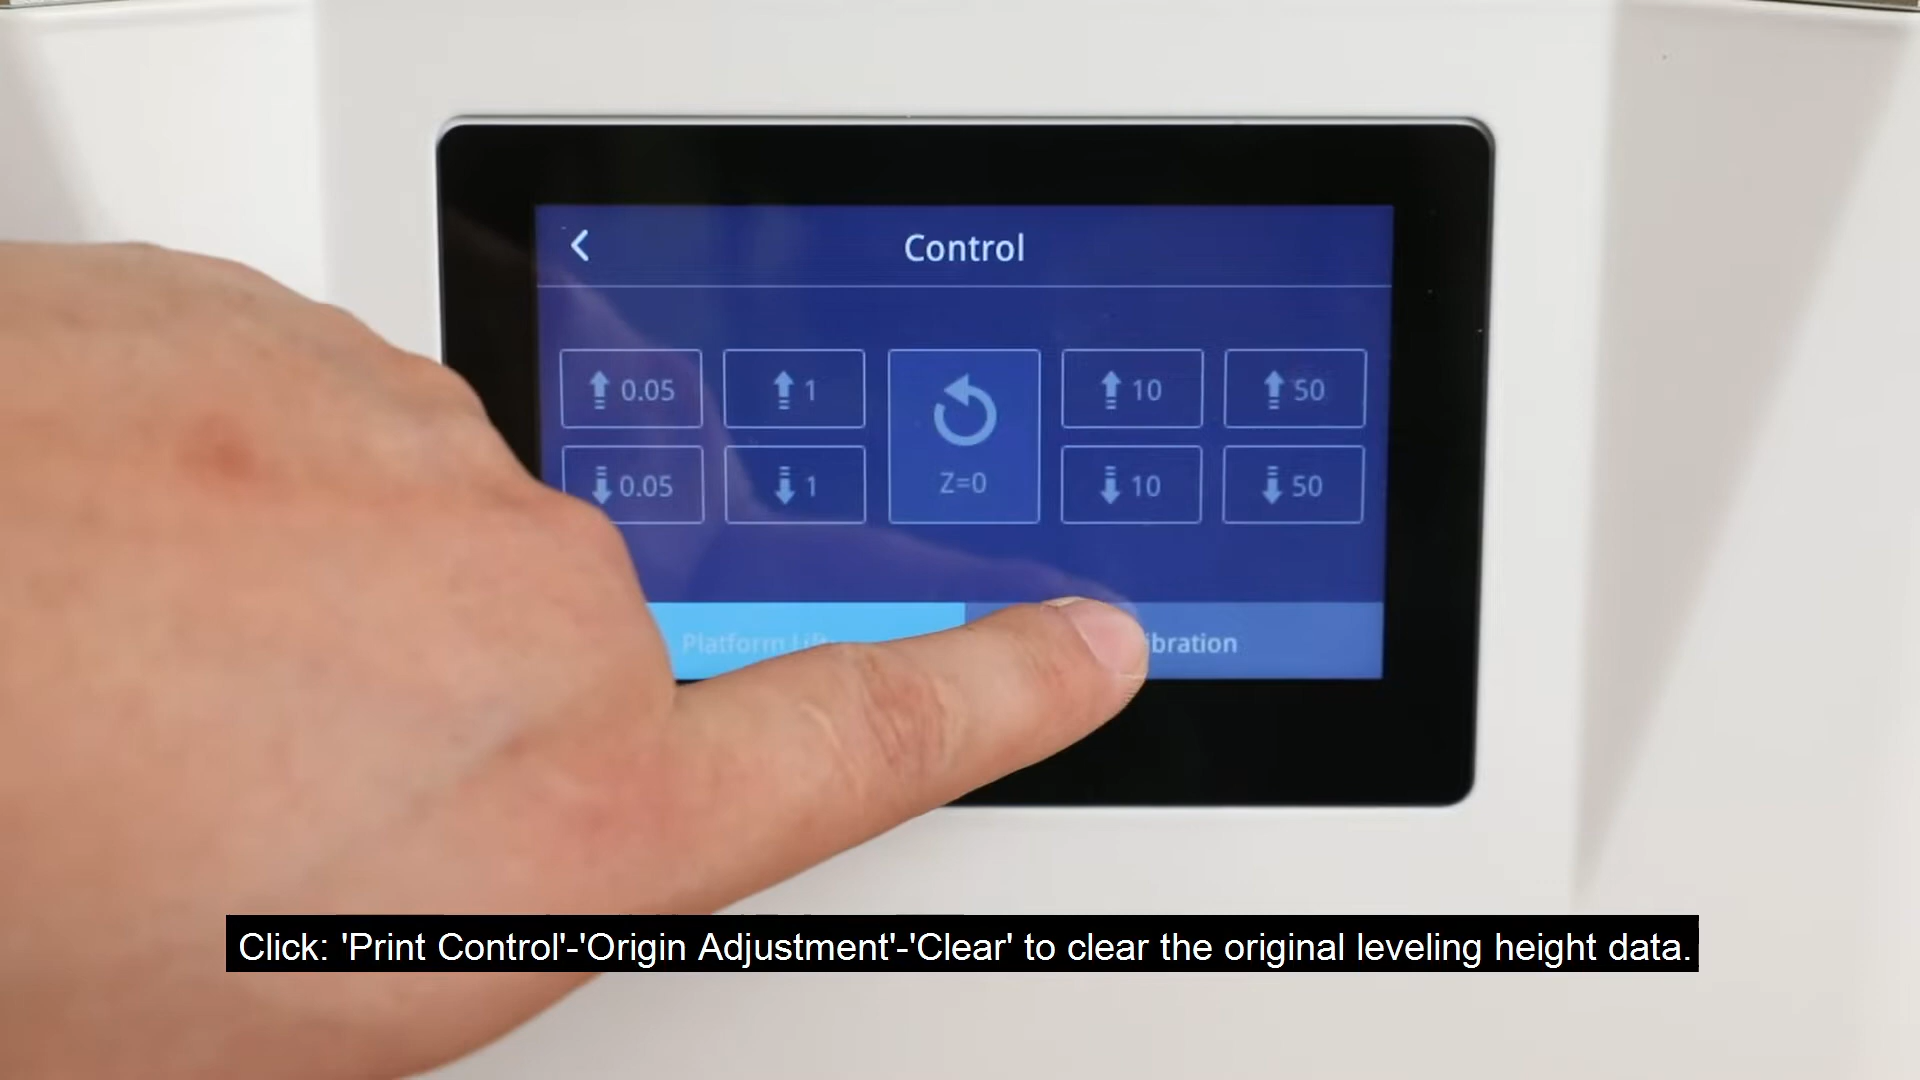 Control
0.05
1
10
50
Z=0
0.05
1
10
50
Platform
Click: 'Print Control'-'Origin Adjustment'-'Clear' to clear the original leveling height data.